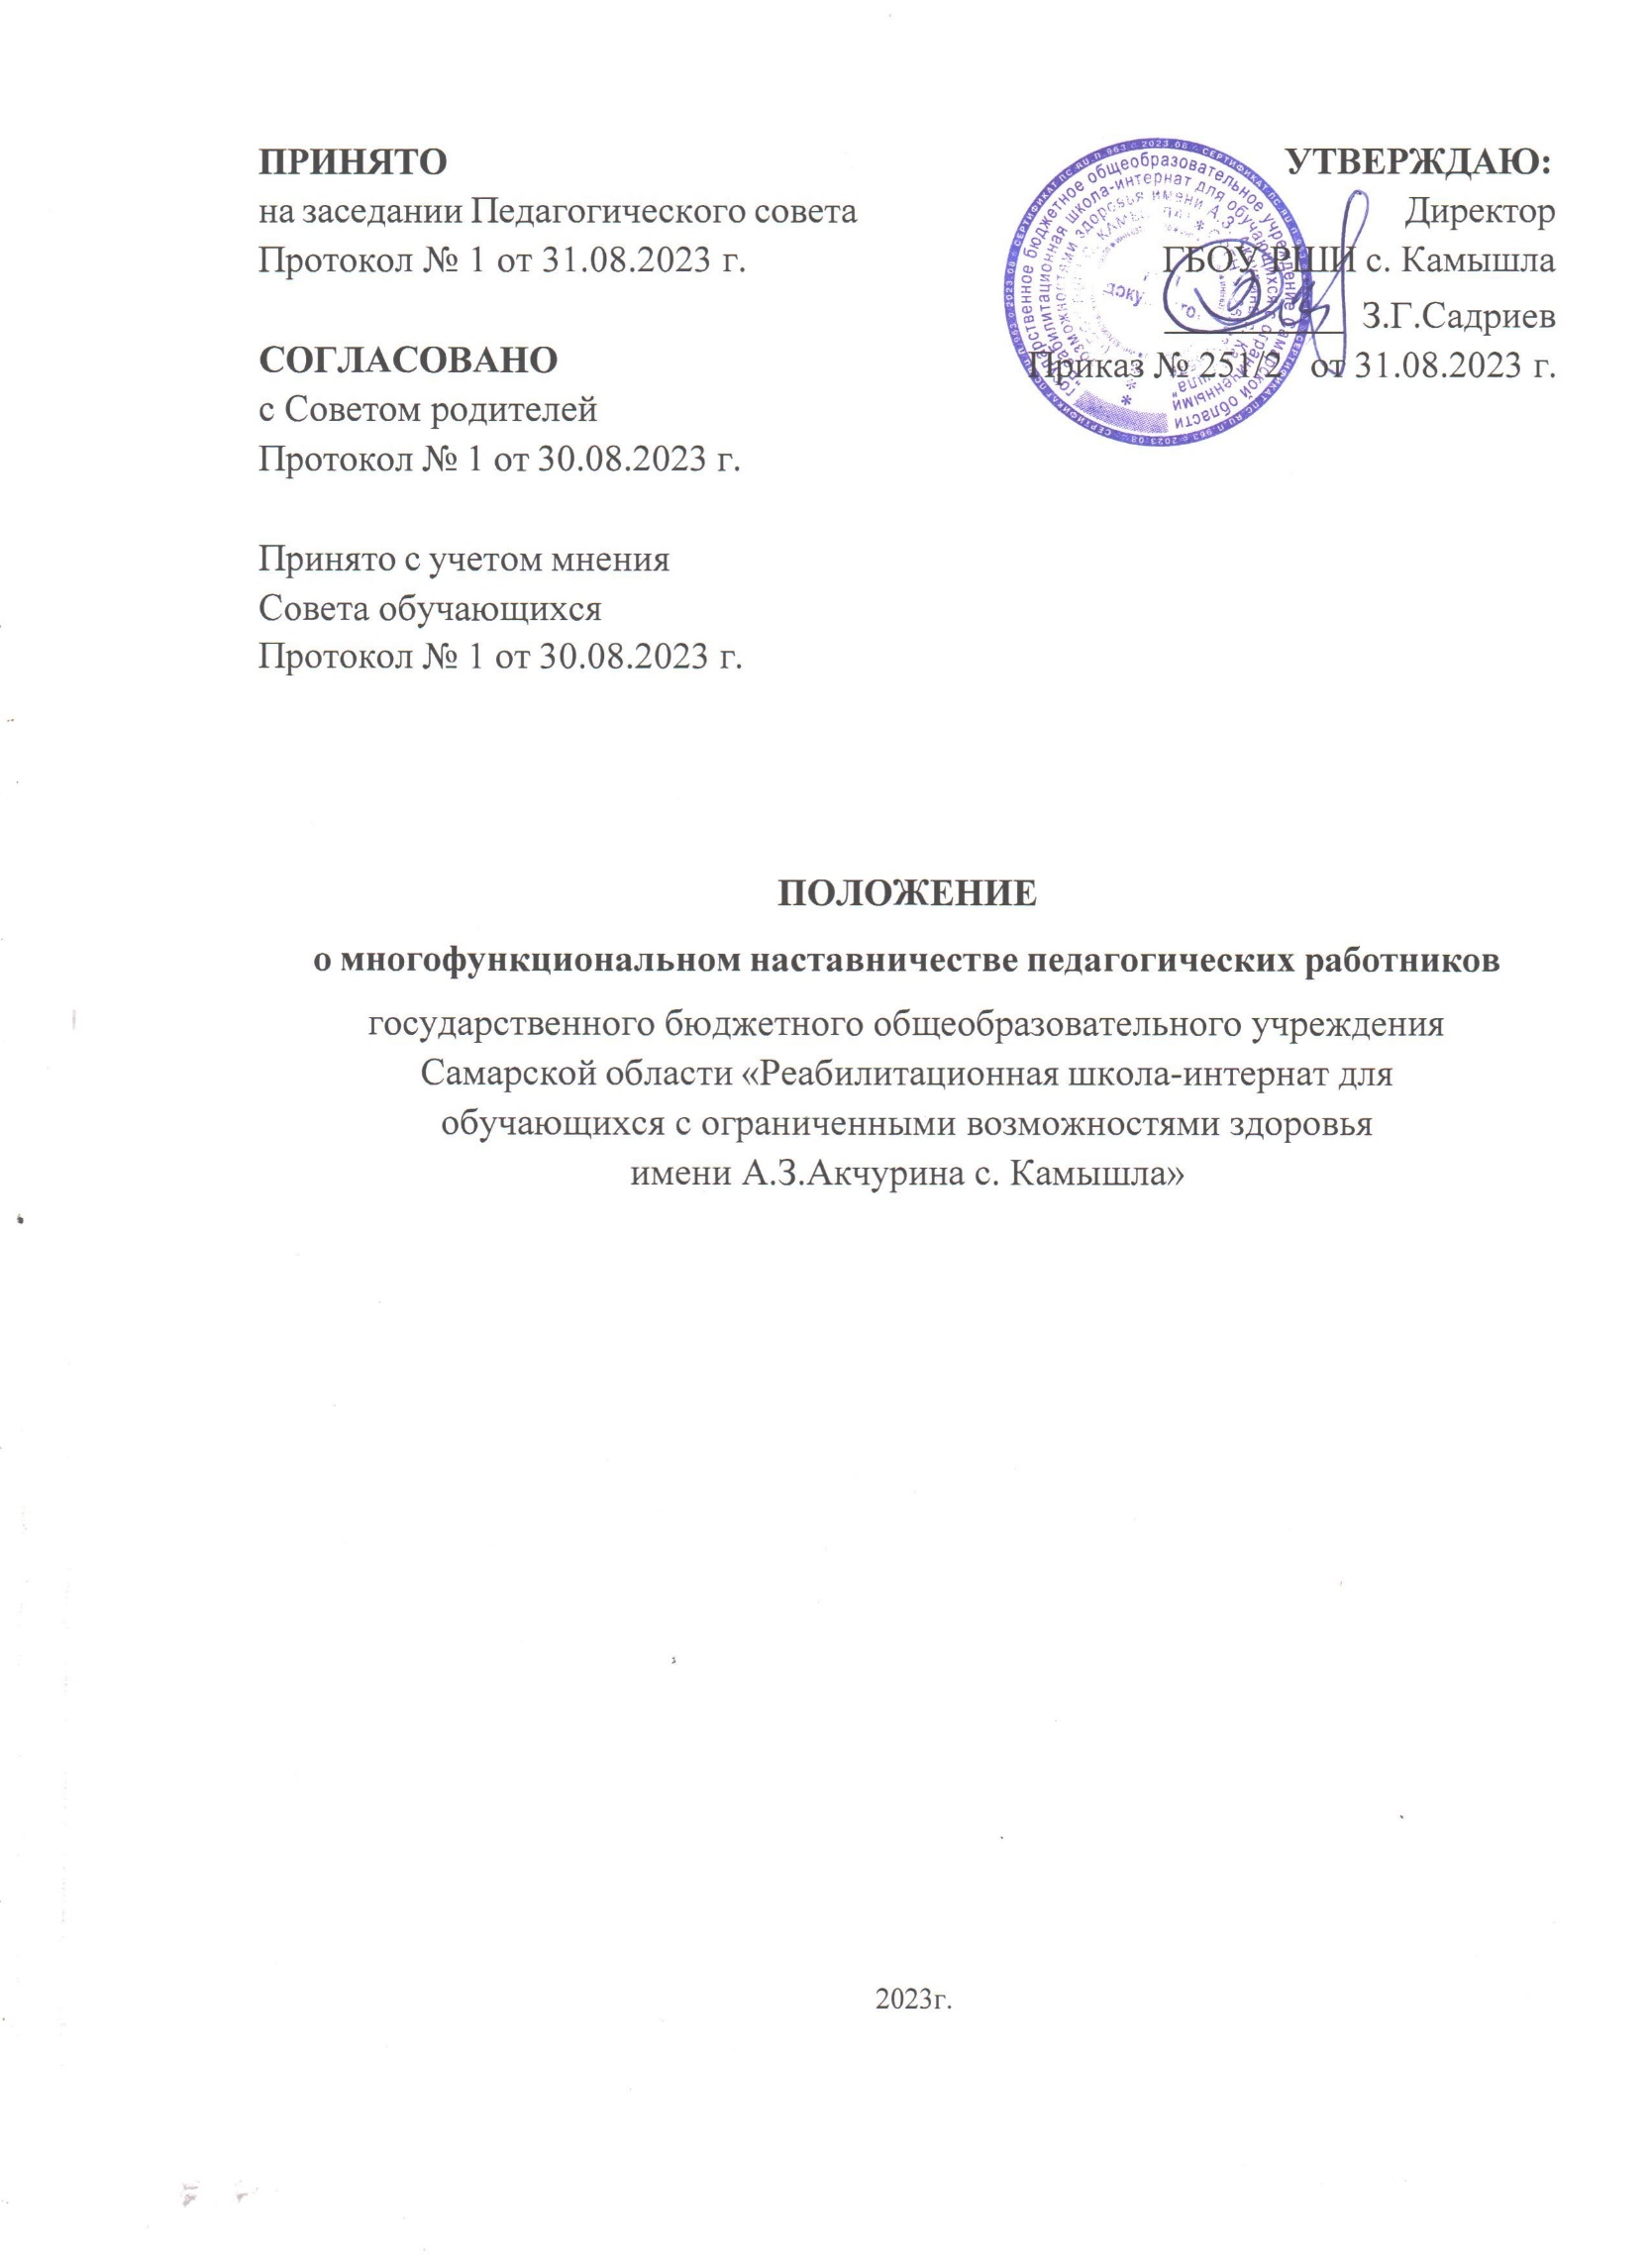 ПРИНЯТО
на заседании Педагогического совета
Протокол № 1 от 31.08.2023 г.
СОГЛАСОВАНО
с Советом родителей
Протокол № 1 от 30.08.2023 г.
Принято с учетом мнения
Совета обучающихся
Протокол № 1 от 30.08.2023 г.
УТВЕРЖДАЮ:
Директор
ГБОУ РШИ с. Камышла
З.Г.Садриев
Приказ № 251/2 от 31.08.2023 г.
ПОЛОЖЕНИЕ
о многофункциональном наставничестве педагогических работников
государственного бюджетного общеобразовательного учреждения
Самарской области «Реабилитационная школа-интернат для
обучающихся с ограниченными возможностями здоровья
имени А.З.Акчурина с. Камышла»
2023г.